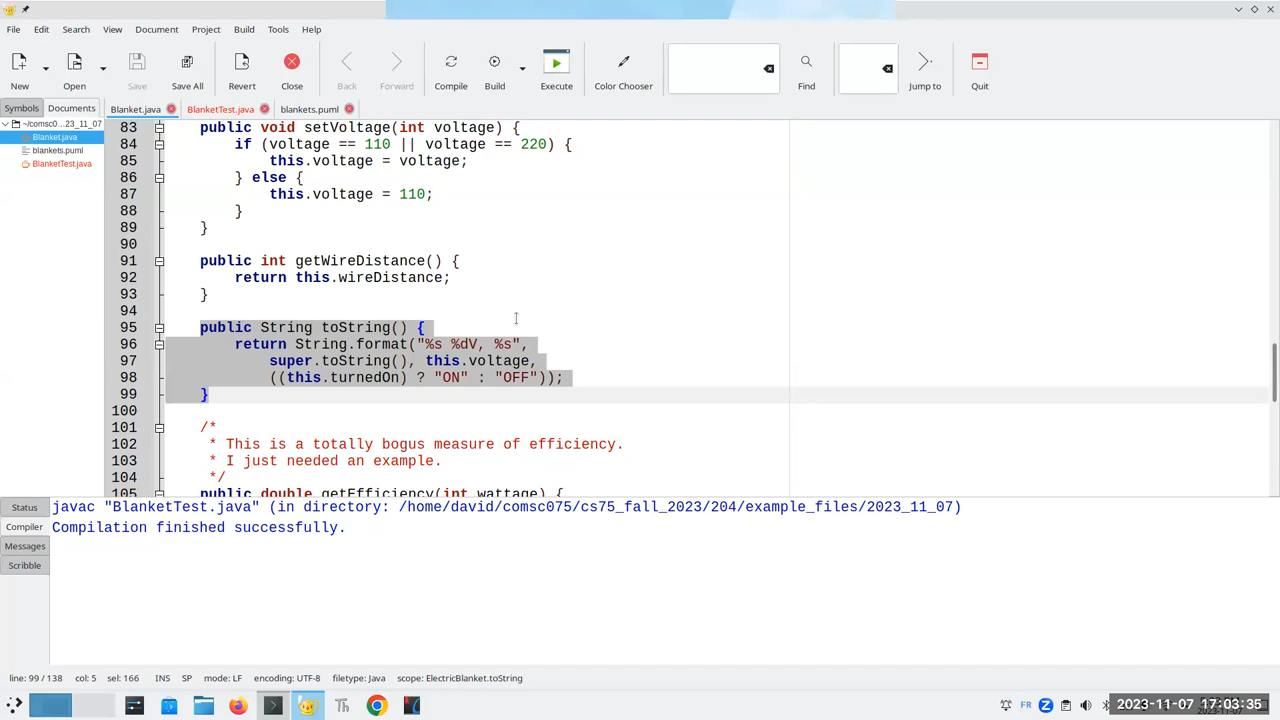 File Edit Search View Document Project Build Tools Help
New Open Save Save All Revert Close Back Forward Compile Build Execute Color Chooser Find Jump to Quit
Symbols Documents Blanket.java BlanketTest.java blankets.puml
~/comsc0...23_11_07
Blanket.java
blankets.puml
BlanketTest.java
83 public void setVoltage(int voltage) {
84 if (voltage == 110 || voltage == 220) {
85 this.voltage = voltage;
86 } else {
87 this.voltage = 110;
88 }
89 }
90
91 public int getWireDistance() {
92 return this.wireDistance;
93 }
94
95 public String toString() {
96 return String.format("%s %dV, %s",
97 super.toString(), this.voltage,
98 ((this.turnedOn) ? "ON" : "OFF"));
99 }
100
101 /*
102 * This is a totally bogus measure of efficiency.
103 * I just needed an example.
104 */
105 public double getEfficiency(int wattage) {
Status
Compiler
Messages
Scribble
javac "BlanketTest.java" (in directory: /home/david/comsc075/cs75_fall_2023/204/example_files/2023_11_07)
Compilation finished successfully.
line: 99 / 138 col: 5 sel: 166 INS SP mode: LF encoding: UTF-8 filetype: Java scope: ElectricBlanket.toString
FR 2023-11-07 17:03:35